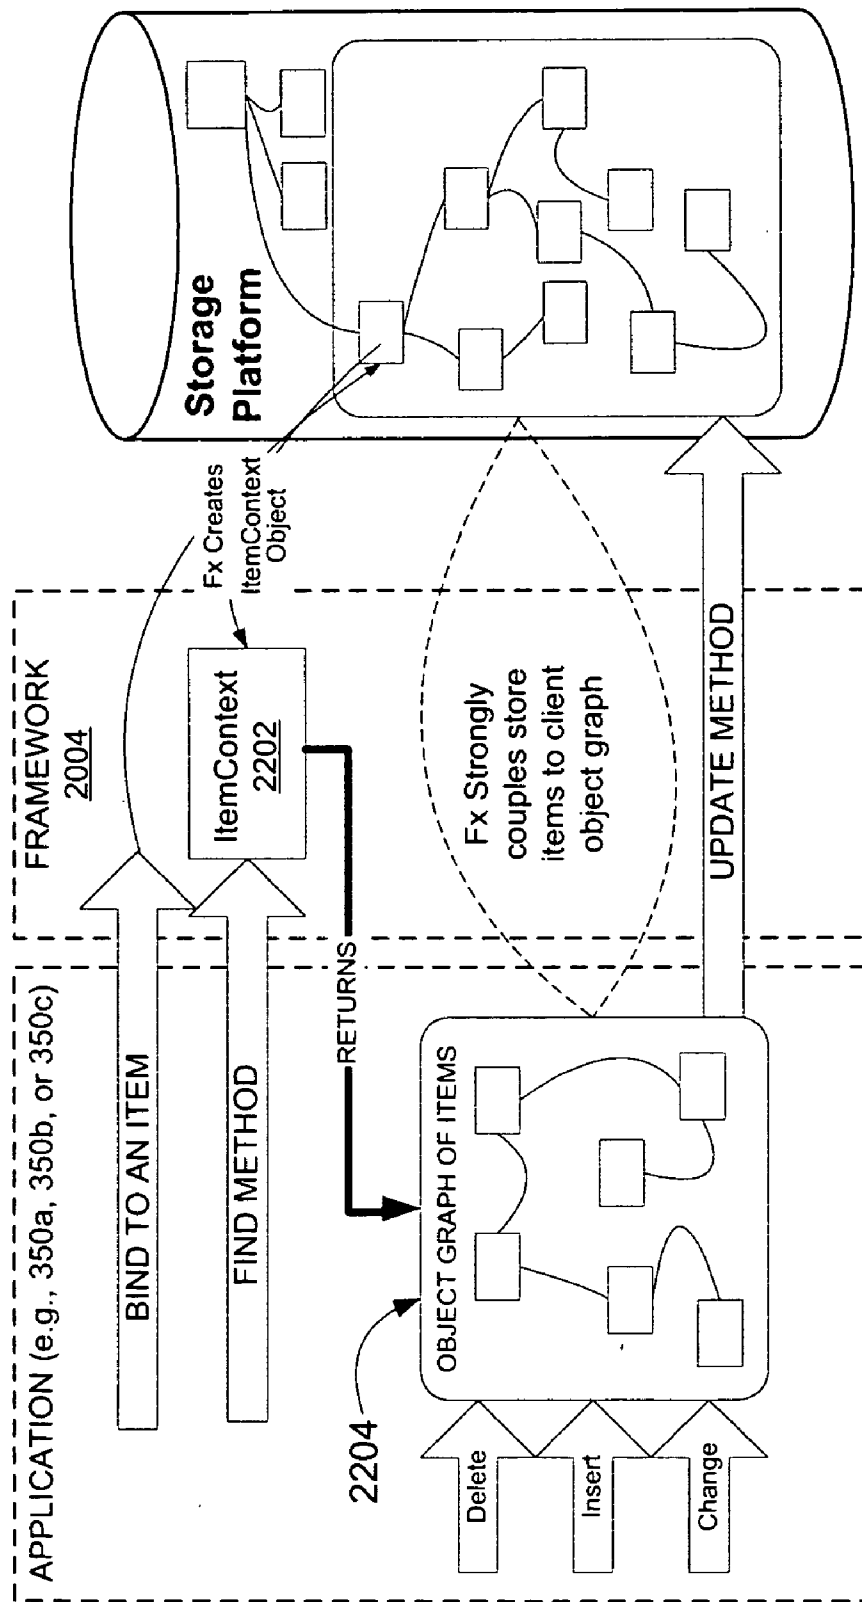 APPLICATION (e.g., 350a, 350b, or 350c)
BIND TO AN ITEM
FIND METHOD
RETURNS
2204
OBJECT GRAPH OF ITEMS
Delete
Insert
Change
FRAMEWORK
2004
ItemContext
2202
Fx Creates
ItemContext
Object
Fx Strongly
couples store
items to client
object graph
UPDATE METHOD
Storage
Platform